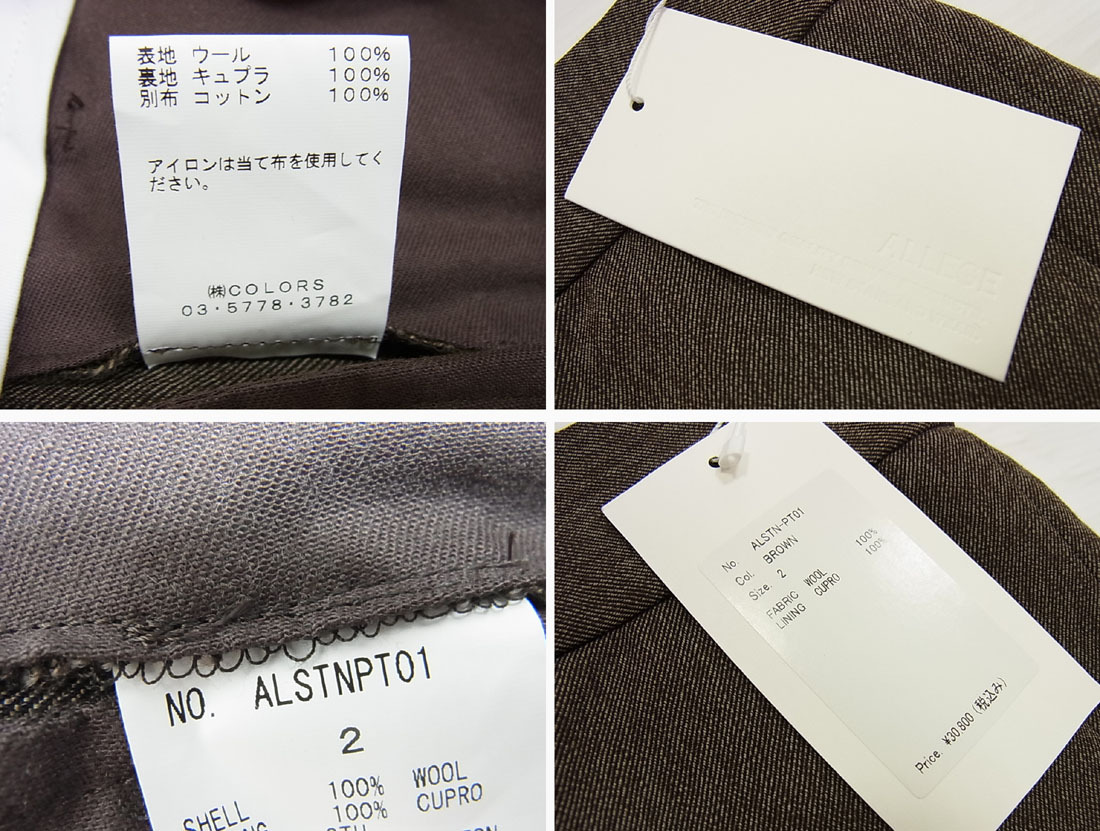 表地 ウール 100%
裏地 キュプラ 100%
別布 コットン 100%
アイロンは当て布を使用してく
ださい。
㈱COLORS
03・5778・3782
ALLEGE
NO. ALSTNPT01
2
SHELL 100% WOOL
100% CUPRO
No. ALSTN-PT01
Col. BROWN
Size. 2
FABRIC WOOL 100%
LINING CUPRO 100%
Price. ¥30,800 (税込み)